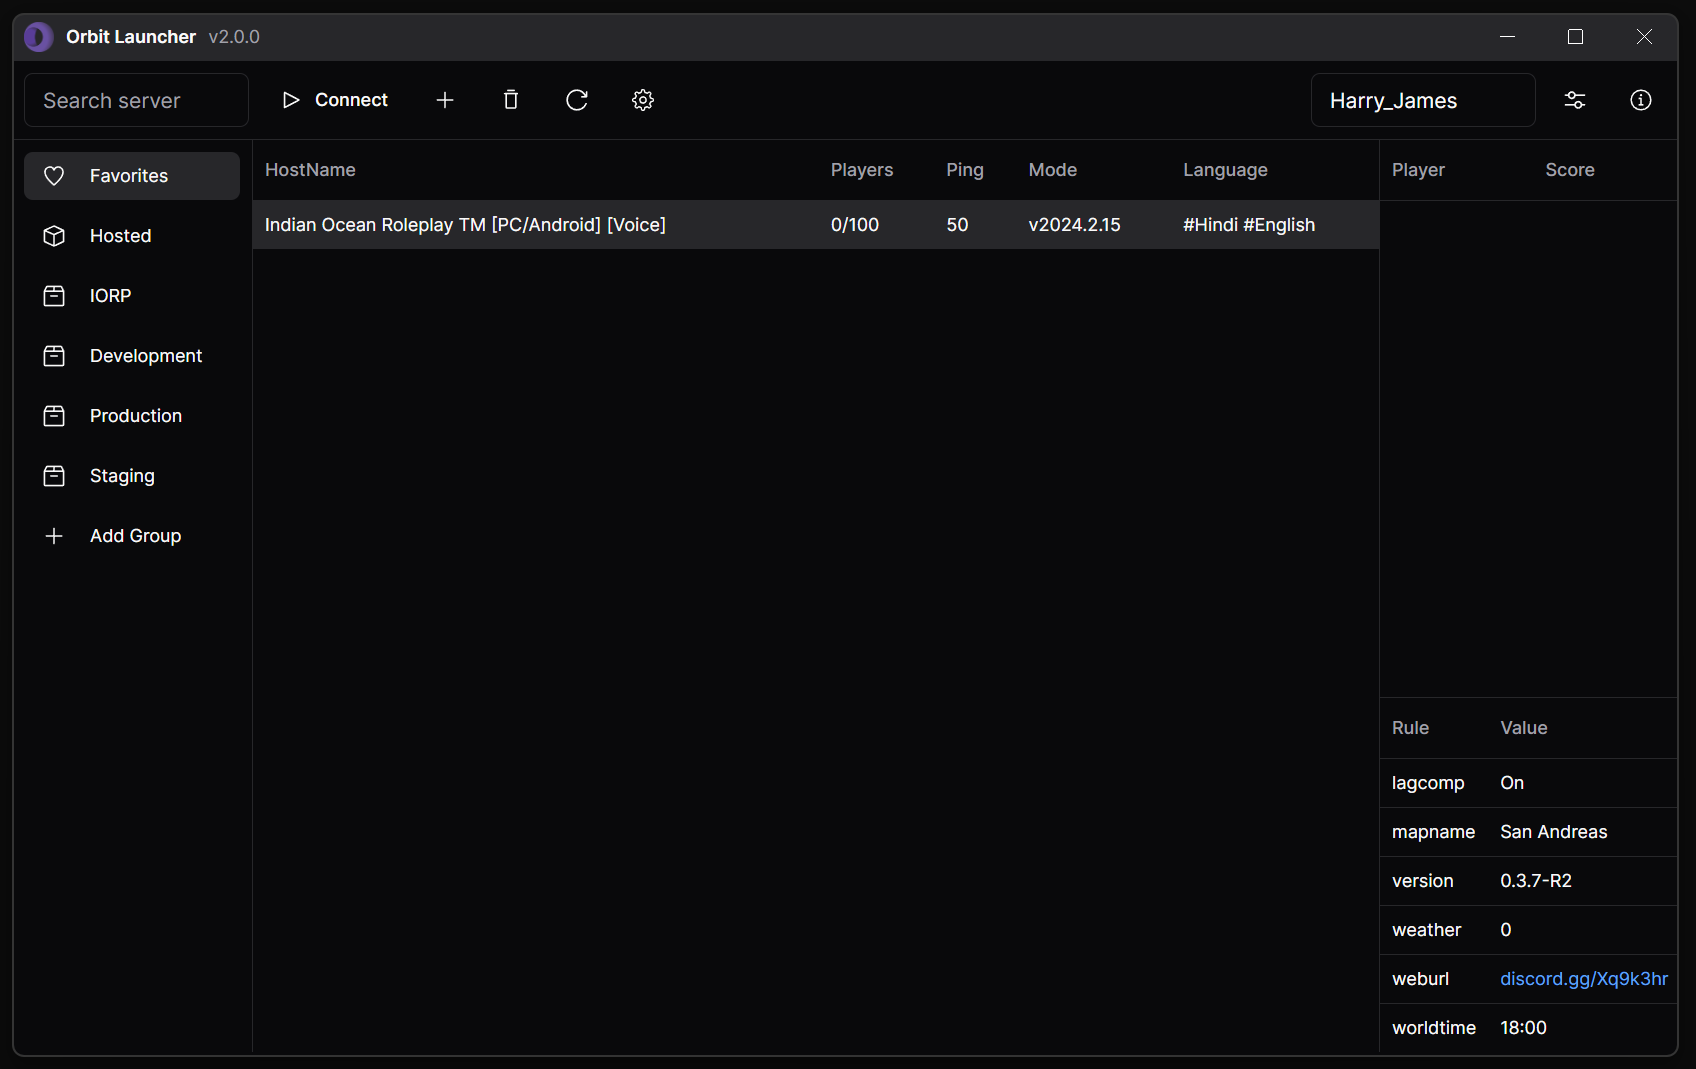 Orbit Launcher v2.0.0
Search server
Connect
Harry_James
Favorites
Hosted
IORP
Development
Production
Staging
Add Group
HostName Players Ping Mode Language
Indian Ocean Roleplay TM [PC/Android] [Voice] 0/100 50 v2024.2.15 #Hindi #English
Player Score
Rule Value
lagcomp On
mapname San Andreas
version 0.3.7-R2
weather 0
weburl discord.gg/Xq9k3hr
worldtime 18:00